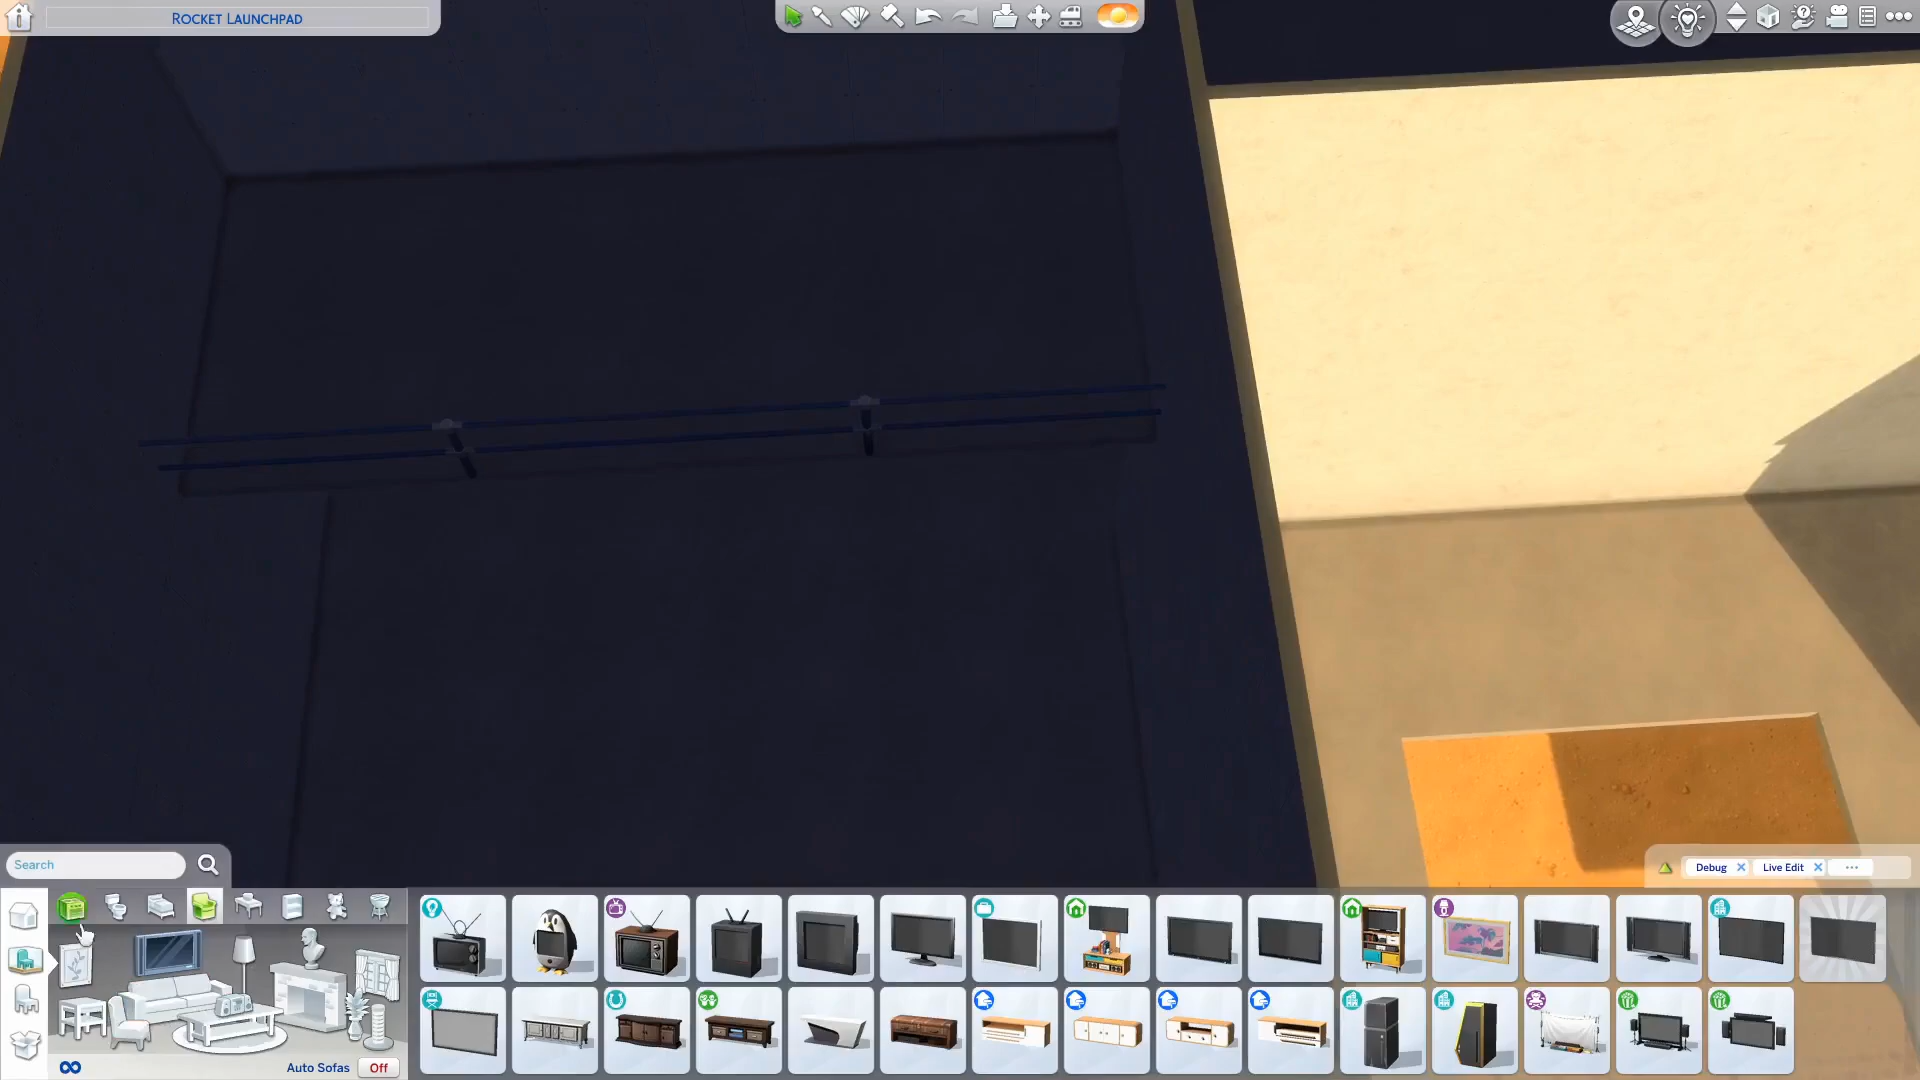 Rocket Launchpad
Search
Debug
Live Edit
Auto Sofas
Off